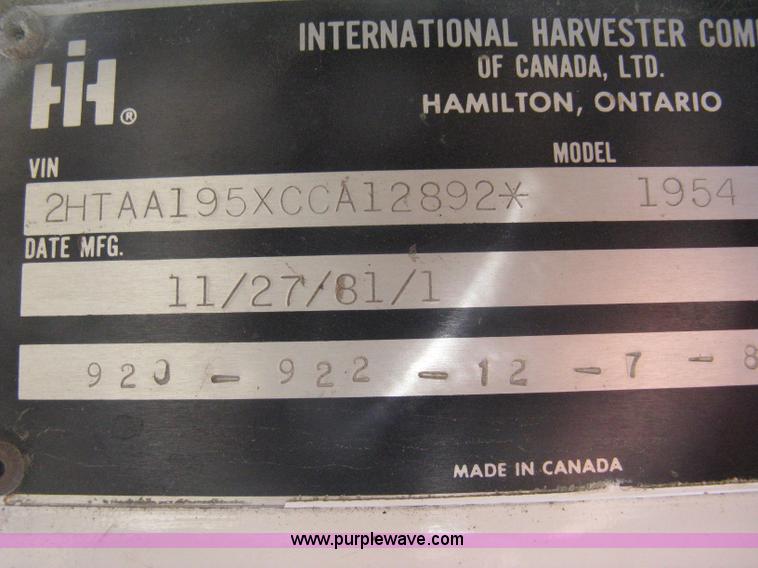 IH®
INTERNATIONAL HARVESTER COM
OF CANADA, LTD.
HAMILTON, ONTARIO
VIN
MODEL
2HTAA195XCCA12892* 1954
DATE MFG.
11/27/81/1
920 - 922 - 12 - 7 - 8
MADE IN CANADA
www.purplewave.com